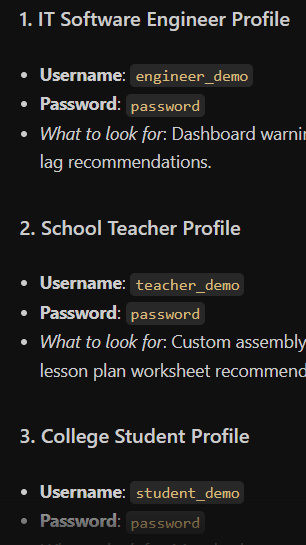 1. IT Software Engineer Profile
• Username: engineer_demo
• Password: password
• What to look for: Dashboard
lag recommendations.
2. School Teacher Profile
• Username: teacher_demo
• Password: password
• What to look for: Custom assembly
lesson plan worksheet
3. College Student Profile
• Username: student_demo
• Password: password